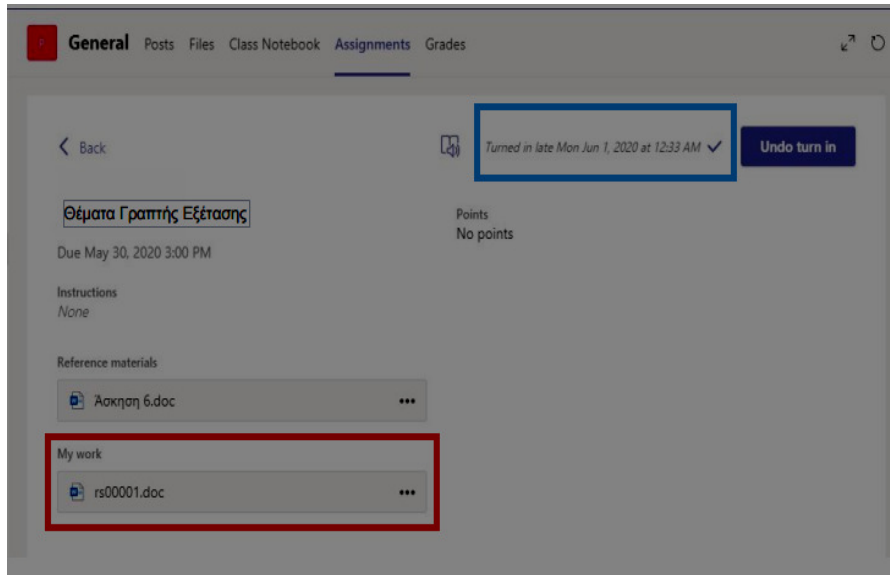 General Posts Files Class Notebook Assignments Grades
Back
Turned in late Mon Jun 1, 2020 at 12:33 AM
Undo turn in
Θέματα Γραπτής Εξέτασης
Points
No points
Due May 30, 2020 3:00 PM
Instructions
None
Reference materials
Άσκηση 6.doc
My work
rs00001.doc